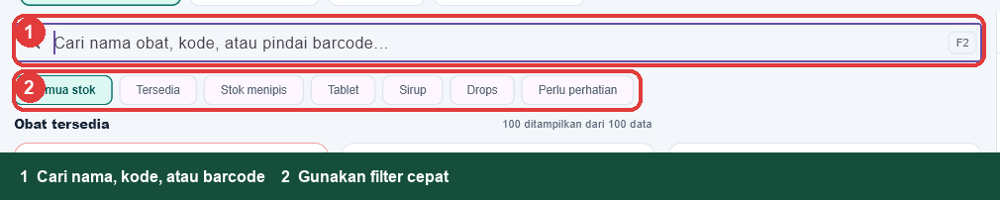 1
Cari nama obat, kode, atau pindai barcode... F2
2 mua stok Tersedia Stok menipis Tablet Sirup Drops Perlu perhatian
Obat tersedia 100 ditampilkan dari 100 data
1 Cari nama, kode, atau barcode 2 Gunakan filter cepat